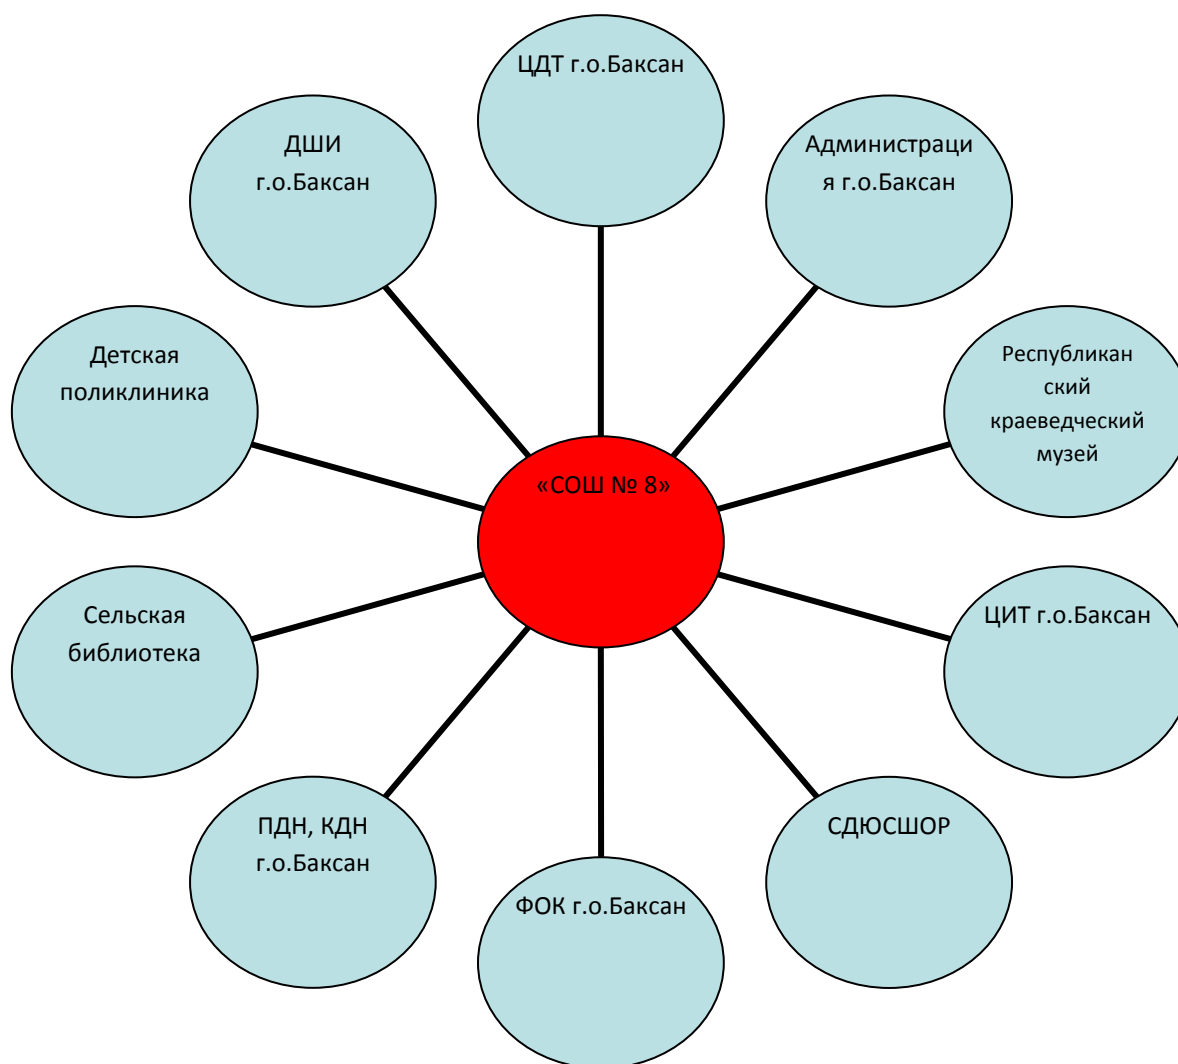 ЦДТ г.о.Баксан
Администраци
я г.о.Баксан
Республикан
ский
краеведческий
музей
ЦИТ г.о.Баксан
СДЮСШОР
ФОК г.о.Баксан
ПДН, КДН
г.о.Баксан
Сельская
библиотека
Детская
поликлиника
ДШИ
г.о.Баксан
«СОШ № 8»